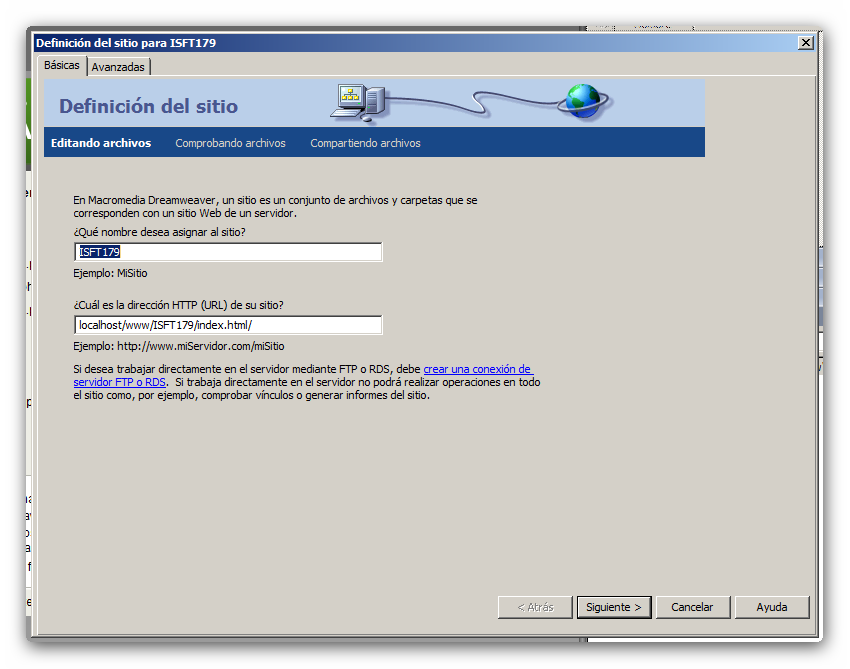 Definición del sitio para ISFT179
Básicas
Avanzadas
Definición del sitio
Editando archivos
Comprobando archivos
Compartiendo archivos
En Macromedia Dreamweaver, un sitio es un conjunto de archivos y carpetas que se
corresponden con un sitio Web de un servidor.
¿Qué nombre desea asignar al sitio?
ISFT179
Ejemplo: MiSitio
¿Cuál es la dirección HTTP (URL) de su sitio?
localhost/www/ISFT179/index.html/
Ejemplo: http://www.miServidor.com/miSitio
Si desea trabajar directamente en el servidor mediante FTP o RDS, debe crear una conexión de
servidor FTP o RDS. Si trabaja directamente en el servidor no podrá realizar operaciones en todo
el sitio como, por ejemplo, comprobar vínculos o generar informes del sitio.
< Atrás
Siguiente >
Cancelar
Ayuda